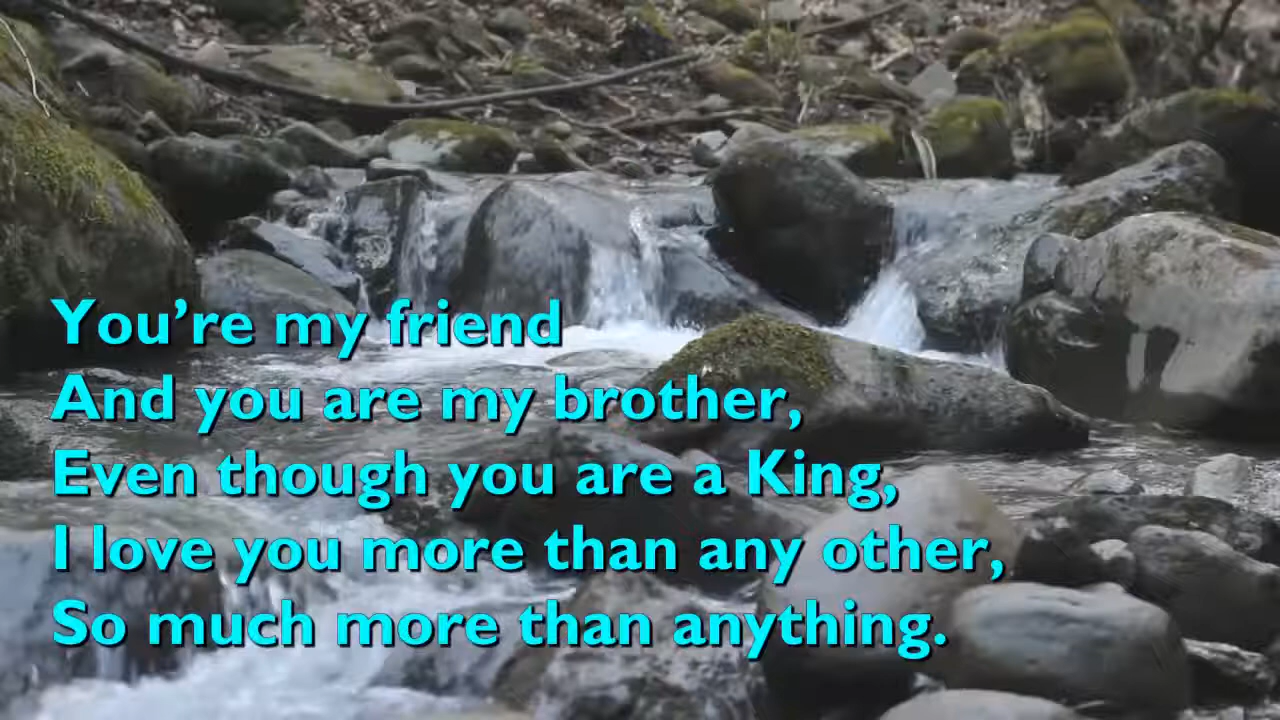 You’re my friend
And you are my brother,
Even though you are a King,
I love you more than any other,
So much more than anything.